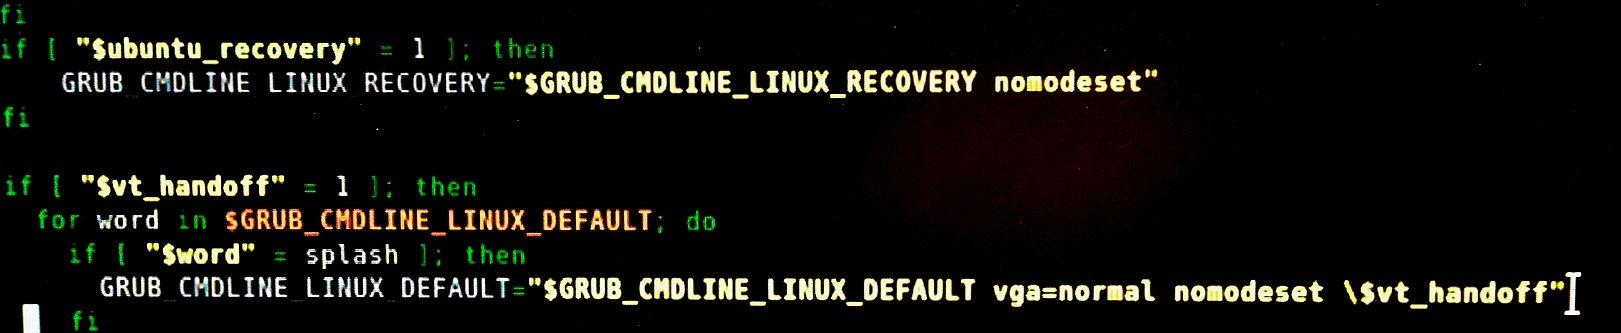 fi
if [ "$ubuntu_recovery" = 1 ]; then
    GRUB_CMDLINE_LINUX_RECOVERY="$GRUB_CMDLINE_LINUX_RECOVERY nomodeset"
fi

if [ "$vt_handoff" = 1 ]; then
  for word in $GRUB_CMDLINE_LINUX_DEFAULT; do
    if [ "$word" = splash ]; then
      GRUB_CMDLINE_LINUX_DEFAULT="$GRUB_CMDLINE_LINUX_DEFAULT vga=normal nomodeset \$vt_handoff"
    fi